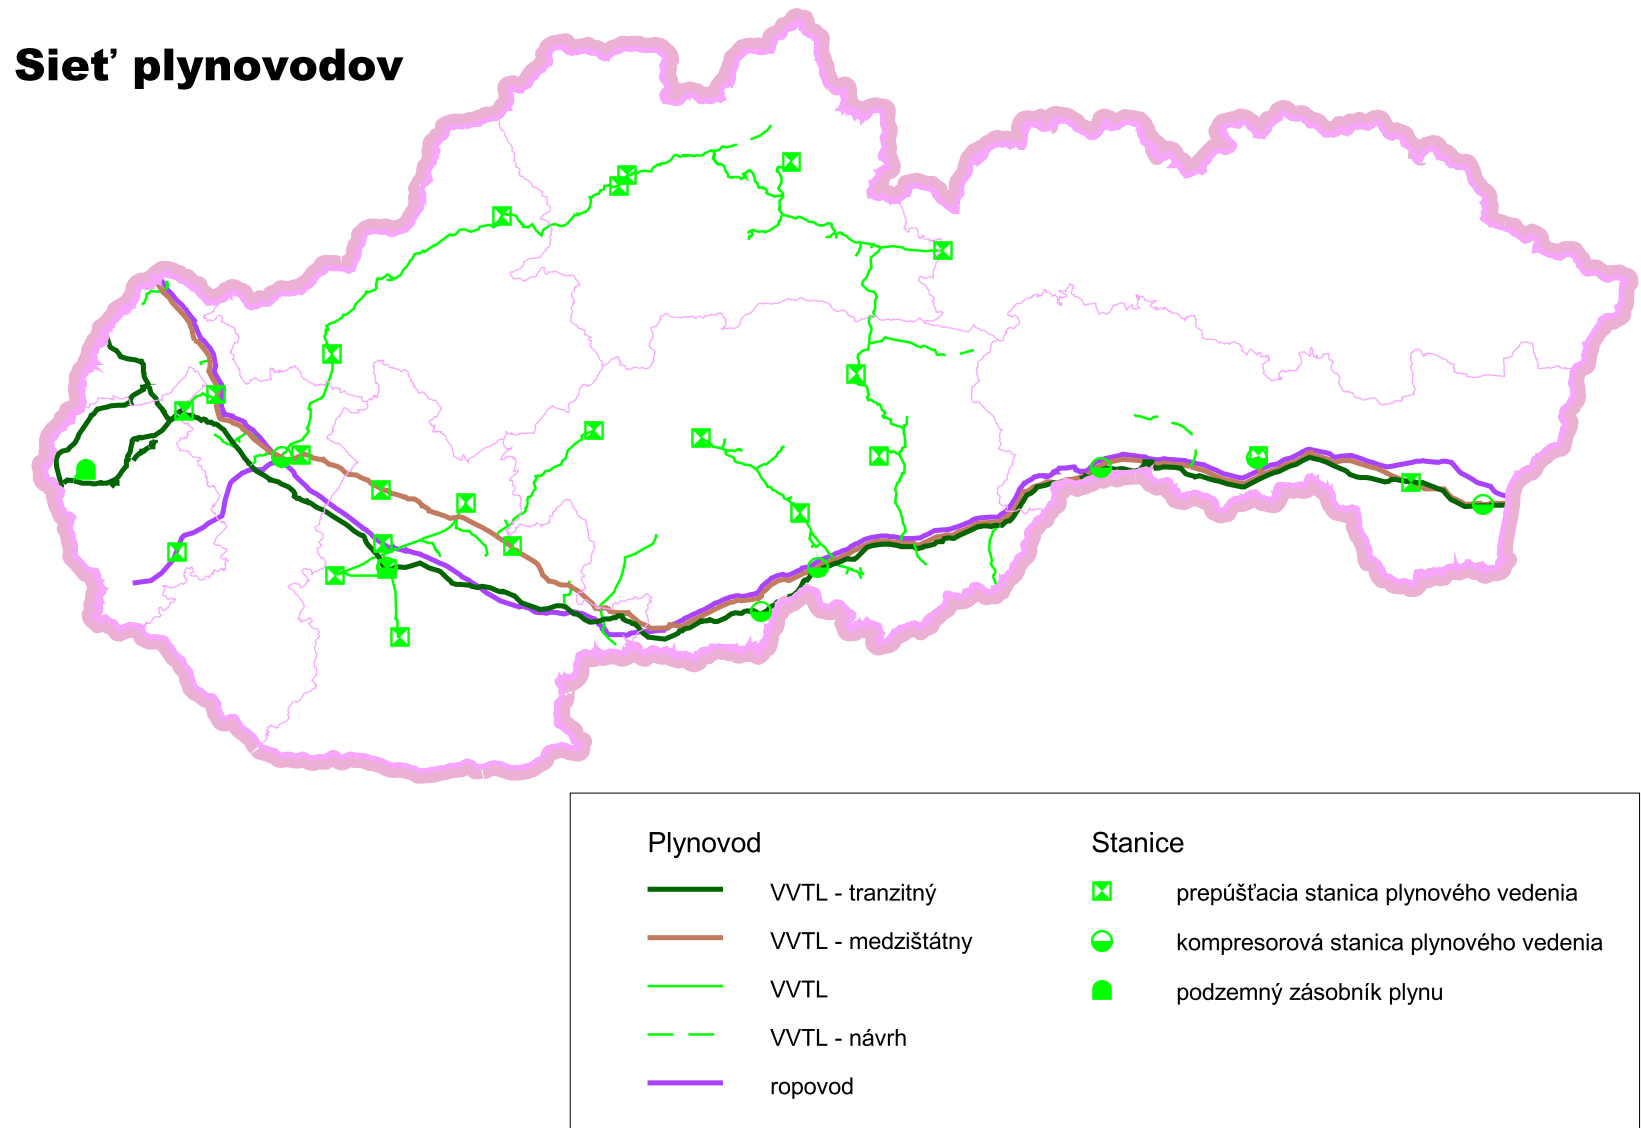 Sieť plynovodov
Plynovod
VVTL - tranzitný
VVTL - medzištátny
VVTL
VVTL - návrh
ropovod
Stanice
prepúšťacia stanica plynového vedenia
kompresorová stanica plynového vedenia
podzemný zásobník plynu